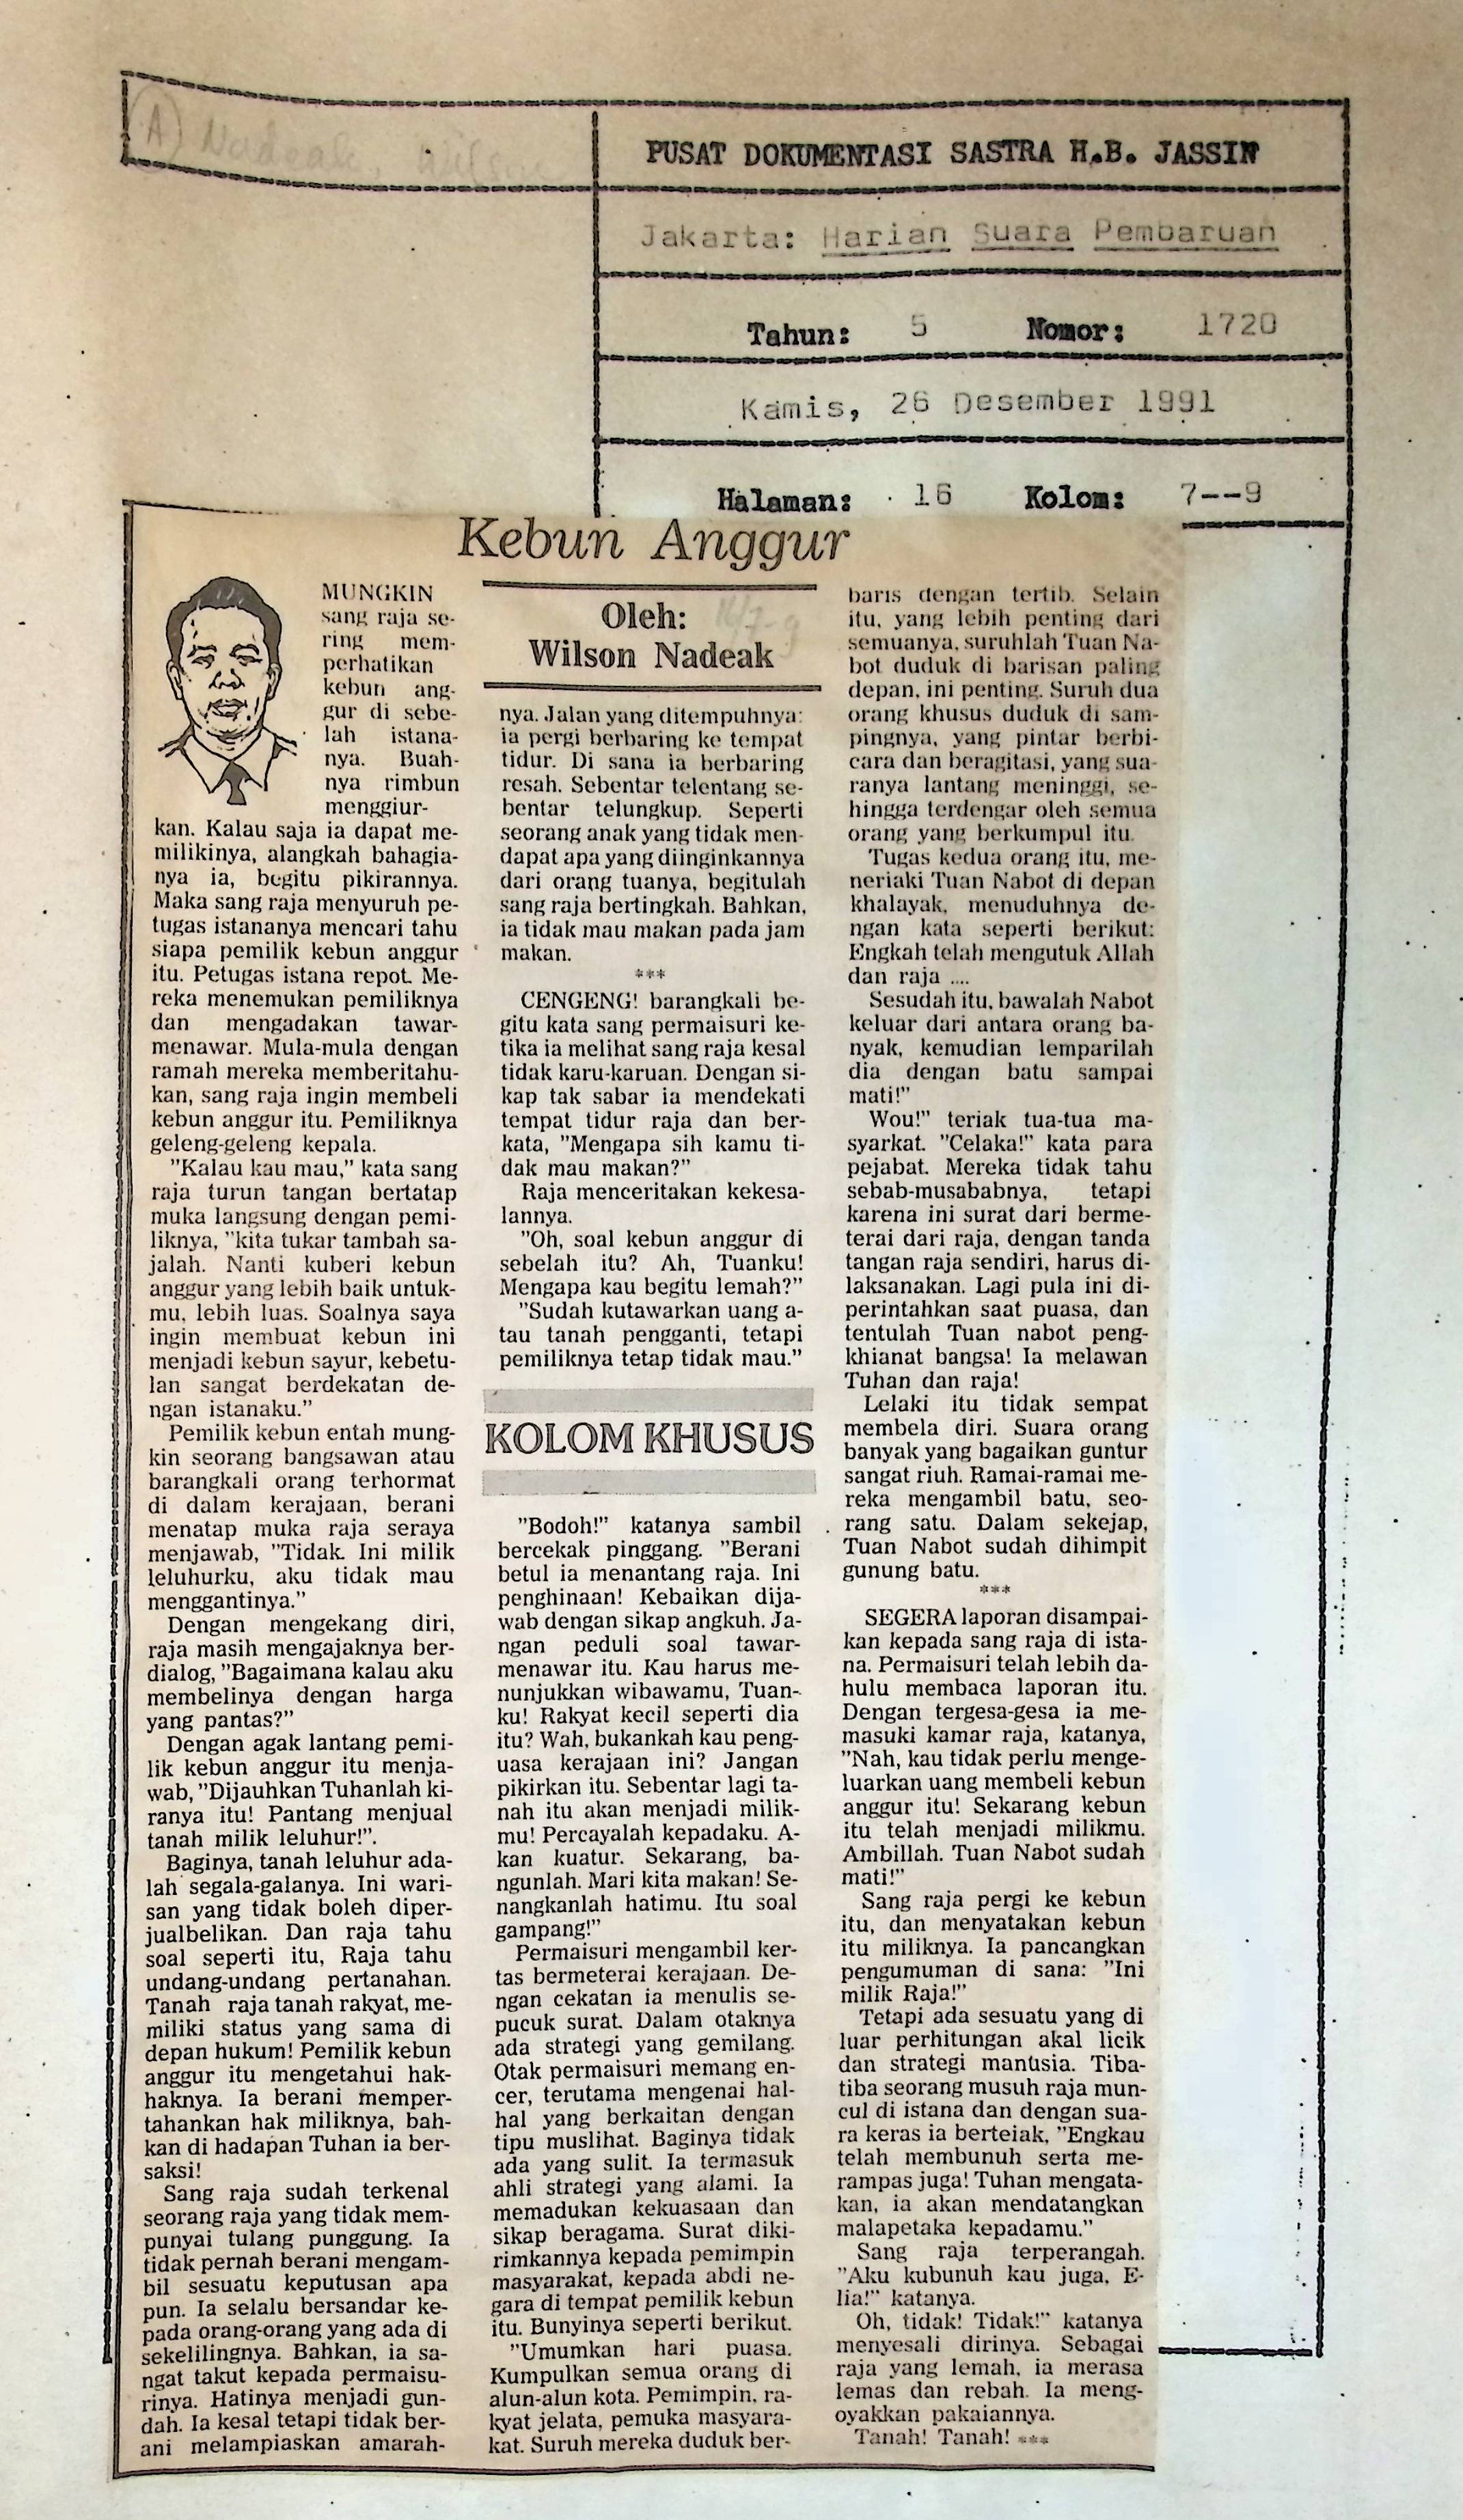 A) Nadeak,
PUSAT DOKUMENTASI SASTRA H.B. JASSIN
Jakarta: Harian Suara Pembaruan
Tahun: 5 Nomor: 1720
Kamis, 26 Desember 1991
Halaman: 16 Kolom: 7--9
Kebun Anggur
MUNGKIN
sang raja se-
ring mem-
perhatikan
kebun ang-
gur di sebe-
lah istana-
nya. Buah-
nya rimbun
menggiur-
kan. Kalau saja ia dapat me-
milikinya, alangkah bahagia-
nya ia, begitu pikirannya.
Maka sang raja menyuruh pe-
tugas istananya mencari tahu
siapa pemilik kebun anggur
itu. Petugas istana repot. Me-
reka menemukan pemiliknya
dan mengadakan tawar-
menawar. Mula-mula dengan
ramah mereka memberitahu-
kan, sang raja ingin membeli
kebun anggur itu. Pemiliknya
geleng-geleng kepala.
"Kalau kau mau," kata sang
raja turun tangan bertatap
muka langsung dengan pemi-
liknya, "kita tukar tambah sa-
jalah. Nanti kuberi kebun
anggur yang lebih baik untuk-
mu, lebih luas. Soalnya saya
ingin membuat kebun ini
menjadi kebun sayur, kebetu-
lan sangat berdekatan de-
ngan istanaku."
Pemilik kebun entah mung-
kin seorang bangsawan atau
barangkali orang terhormat
di dalam kerajaan, berani
menatap muka raja seraya
menjawab, "Tidak. Ini milik
leluhurku, aku tidak mau
menggantinya."
Dengan mengekang diri,
raja masih mengajaknya ber-
dialog, "Bagaimana kalau aku
membelinya dengan harga
yang pantas?"
Dengan agak lantang pemi-
lik kebun anggur itu menja-
wab, "Dijauhkan Tuhanlah ki-
ranya itu! Pantang menjual
tanah milik leluhur!".
Baginya, tanah leluhur ada-
lah segala-galanya. Ini wari-
san yang tidak boleh diper-
jualbelikan. Dan raja tahu
soal seperti itu, Raja tahu
undang-undang pertanahan.
Tanah raja tanah rakyat, me-
miliki status yang sama di
depan hukum! Pemilik kebun
anggur itu mengetahui hak-
haknya. Ia berani memper-
tahankan hak miliknya, bah-
kan di hadapan Tuhan ia ber-
saksi!
Sang raja sudah terkenal
seorang raja yang tidak mem-
punyai tulang punggung. Ia
tidak pernah berani mengam-
bil sesuatu keputusan apa
pun. Ia selalu bersandar ke-
pada orang-orang yang ada di
sekelilingnya. Bahkan, ia sa-
ngat takut kepada permaisu-
rinya. Hatinya menjadi gun-
dah. Ia kesal tetapi tidak ber-
ani melampiaskan amarah-
Oleh:
Wilson Nadeak
nya. Jalan yang ditempuhnya:
ia pergi berbaring ke tempat
tidur. Di sana ia berbaring
resah. Sebentar telentang se-
bentar telungkup. Seperti
seorang anak yang tidak men-
dapat apa yang diinginkannya
dari orang tuanya, begitulah
sang raja bertingkah. Bahkan,
ia tidak mau makan pada jam
makan.
***
CENGENG! barangkali be-
gitu kata sang permaisuri ke-
tika ia melihat sang raja kesal
tidak karu-karuan. Dengan si-
kap tak sabar ia mendekati
tempat tidur raja dan ber-
kata, "Mengapa sih kamu ti-
dak mau makan?"
Raja menceritakan kekesa-
lannya.
"Oh, soal kebun anggur di
sebelah itu? Ah, Tuanku!
Mengapa kau begitu lemah?"
"Sudah kutawarkan uang a-
tau tanah pengganti, tetapi
pemiliknya tetap tidak mau."
KOLOM KHUSUS
"Bodoh!" katanya sambil
bercekak pinggang. "Berani
betul ia menantang raja. Ini
penghinaan! Kebaikan dija-
wab dengan sikap angkuh. Ja-
ngan peduli soal tawar-
menawar itu. Kau harus me-
nunjukkan wibawamu, Tuan-
ku! Rakyat kecil seperti dia
itu? Wah, bukankah kau peng-
uasa kerajaan ini? Jangan
pikirkan itu. Sebentar lagi ta-
nah itu akan menjadi milik-
mu! Percayalah kepadaku. A-
kan kuatur. Sekarang, ba-
ngunlah. Mari kita makan! Se-
nangkanlah hatimu. Itu soal
gampang!"
Permaisuri mengambil ker-
tas bermeterai kerajaan. De-
ngan cekatan ia menulis se-
pucuk surat. Dalam otaknya
ada strategi yang gemilang.
Otak permaisuri memang en-
cer, terutama mengenai hal-
hal yang berkaitan dengan
tipu muslihat. Baginya tidak
ada yang sulit. Ia termasuk
ahli strategi yang alami. Ia
memadukan kekuasaan dan
sikap beragama. Surat diki-
rimkannya kepada pemimpin
masyarakat, kepada abdi ne-
gara di tempat pemilik kebun
itu. Bunyinya seperti berikut.
"Umumkan hari puasa.
Kumpulkan semua orang di
alun-alun kota. Pemimpin, ra-
kyat jelata, pemuka masyara-
kat. Suruh mereka duduk ber-
baris dengan tertib. Selain
itu, yang lebih penting dari
semuanya, suruhlah Tuan Na-
bot duduk di barisan paling
depan, ini penting. Suruh dua
orang khusus duduk di sam-
pingnya, yang pintar berbi-
cara dan beragitasi, yang sua-
ranya lantang meninggi, se-
hingga terdengar oleh semua
orang yang berkumpul itu.
Tugas kedua orang itu, me-
neriaki Tuan Nabot di depan
khalayak, menuduhnya de-
ngan kata seperti berikut:
Engkah telah mengutuk Allah
dan raja ....
Sesudah itu, bawalah Nabot
keluar dari antara orang ba-
nyak, kemudian lemparilah
dia dengan batu sampai
mati!"
Wou!" teriak tua-tua ma-
syarkat. "Celaka!" kata para
pejabat. Mereka tidak tahu
sebab-musababnya, tetapi
karena ini surat dari berme-
terai dari raja, dengan tanda
tangan raja sendiri, harus di-
laksanakan. Lagi pula ini di-
perintahkan saat puasa, dan
tentulah Tuan nabot peng-
khianat bangsa! Ia melawan
Tuhan dan raja!
Lelaki itu tidak sempat
membela diri. Suara orang
banyak yang bagaikan guntur
sangat riuh. Ramai-ramai me-
reka mengambil batu, seo-
rang satu. Dalam sekejap,
Tuan Nabot sudah dihimpit
gunung batu.
***
SEGERA laporan disampai-
kan kepada sang raja di ista-
na. Permaisuri telah lebih da-
hulu membaca laporan itu.
Dengan tergesa-gesa ia me-
masuki kamar raja, katanya,
"Nah, kau tidak perlu menge-
luarkan uang membeli kebun
anggur itu! Sekarang kebun
itu telah menjadi milikmu.
Ambillah. Tuan Nabot sudah
mati!"
Sang raja pergi ke kebun
itu, dan menyatakan kebun
itu miliknya. Ia pancangkan
pengumuman di sana: "Ini
milik Raja!"
Tetapi ada sesuatu yang di
luar perhitungan akal licik
dan strategi manusia. Tiba-
tiba seorang musuh raja mun-
cul di istana dan dengan sua-
ra keras ia berteiak, "Engkau
telah membunuh serta me-
rampas juga! Tuhan mengata-
kan, ia akan mendatangkan
malapetaka kepadamu."
Sang raja terperangah.
"Aku kubunuh kau juga, E-
lia!" katanya.
Oh, tidak! Tidak!" katanya
menyesali dirinya. Sebagai
raja yang lemah, ia merasa
lemas dan rebah. Ia meng-
oyakkan pakaiannya.
Tanah! Tanah! ***